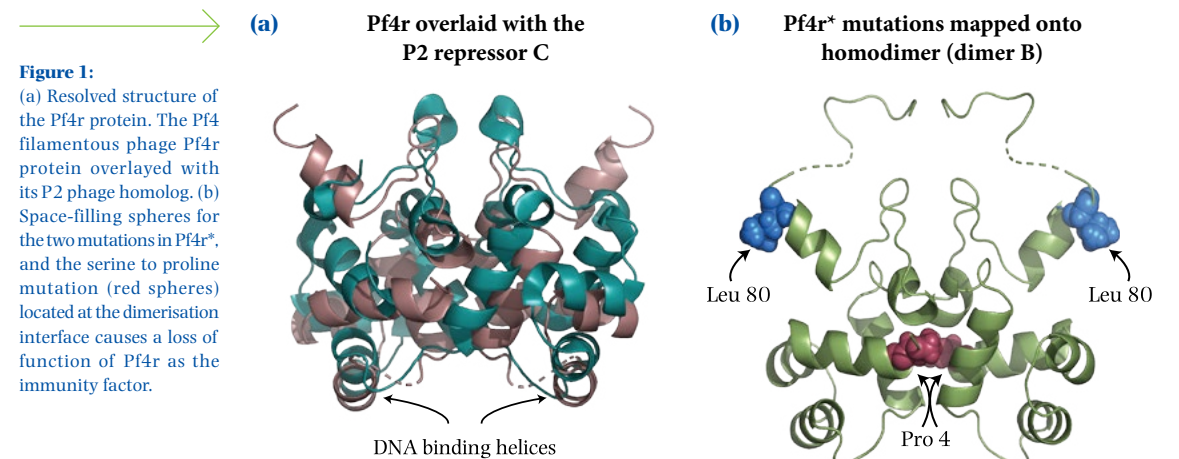 Figure 1:
(a) Resolved structure of
the Pf4r protein. The Pf4
filamentous phage Pf4r
protein overlayed with
its P2 phage homolog. (b)
Space-filling spheres for
the two mutations in Pf4r*,
and the serine to proline
mutation (red spheres)
located at the dimerisation
interface causes a loss of
function of Pf4r as the
immunity factor.
(a)
Pf4r overlaid with the
P2 repressor C
DNA binding helices
(b)
Pf4r* mutations mapped onto
homodimer (dimer B)
Leu 80
Leu 80
Pro 4